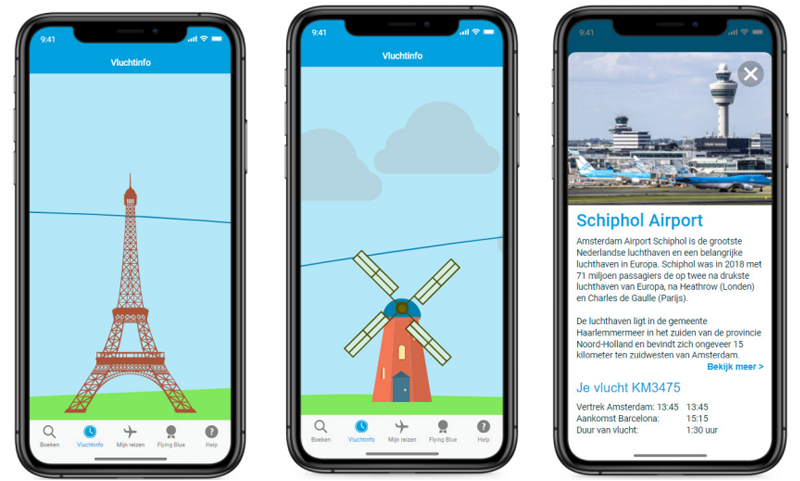 9:41
Vluchtinfo
Boeken Vluchtinfo Mijn reizen Flying Blue Help
9:41
Vluchtinfo
Boeken Vluchtinfo Mijn reizen Flying Blue Help
9:41
Schiphol Airport
Amsterdam Airport Schiphol is de grootste
Nederlandse luchthaven en een belangrijke
luchthaven in Europa. Schiphol was in 2018 met
71 miljoen passagiers de op twee na drukste
luchthaven van Europa, na Heathrow (Londen)
en Charles de Gaulle (Parijs).
De luchthaven ligt in de gemeente
Haarlemmermeer in het zuiden van de provincie
Noord-Holland en bevindt zich ongeveer 15
kilometer ten zuidwesten van Amsterdam.
Bekijk meer >
Je vlucht KM3475
Vertrek Amsterdam: 13:45 13:45
Aankomst Barcelona: 15:15
Duur van vlucht: 1:30 uur